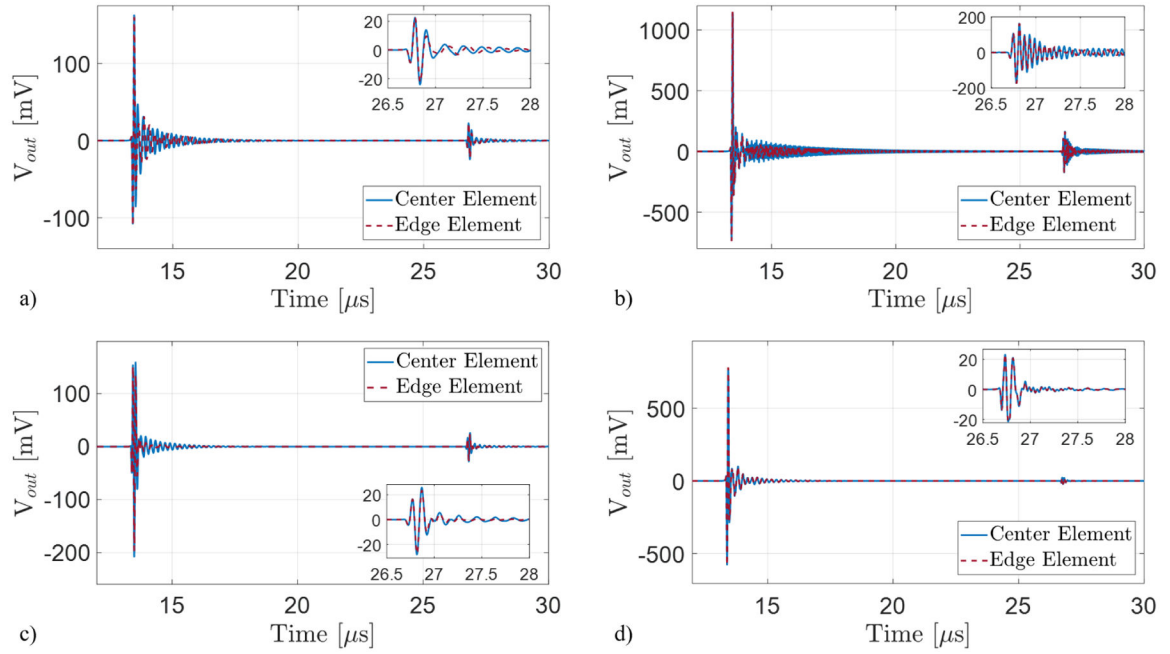 100
0
-100
V_out [mV]
20
0
-20
26.5 27 27.5 28
Center Element
Edge Element
15 20 25 30
Time [μs]
a)
1000
500
0
-500
V_out [mV]
200
0
-200
26.5 27 27.5 28
Center Element
Edge Element
15 20 25 30
Time [μs]
b)
100
0
-100
-200
V_out [mV]
Center Element
Edge Element
20
0
-20
26.5 27 27.5 28
15 20 25 30
Time [μs]
c)
500
0
-500
V_out [mV]
20
0
-20
26.5 27 27.5 28
Center Element
Edge Element
15 20 25 30
Time [μs]
d)